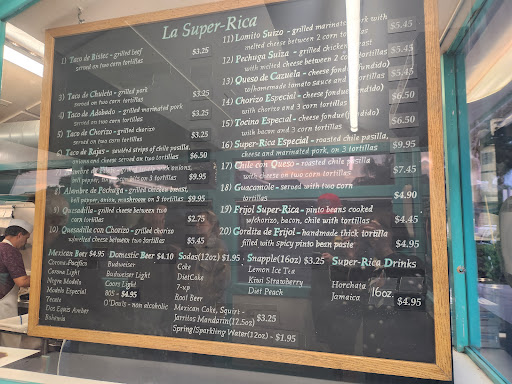 La Super-Rica
1) Taco de Bistec - grilled beef
served on two corn tortillas $3.25
3) Taco de Chuleta - grilled pork
served on two corn tortillas $3.25
4) Taco de Adobado - grilled marinated pork
served on two corn tortillas $3.25
5) Taco de Chorizo - grilled chorizo
served on two corn tortillas $3.25
Taco de Rajas - roasted strips of chile pasilla,
onions and cheese served on two tortillas $6.50
bell pepper, $9.95
Alambre de Pechuga - grilled chicken breast,
bell pepper, onion, mushroom on 3 tortillas $9.95
9) Quesadilla - grilled cheese between two
corn tortillas $2.75
10) Quesadilla con Chorizo - grilled chorizo
w/melted cheese between two tortillas $5.45
11) Lomito Suizo - grilled marinated pork with
melted cheese between 2 corn tortillas $5.45
12) Pechuga Suiza - grilled chicken breast
with melted cheese between 2 corn tortillas $5.45
13) Queso de Cazuela - cheese fondue(fundido)
w/homemade tomato sauce and tortillas $5.45
14) Chorizo Especial - cheese fondue(fundido)
with chorizo and 3 corn tortillas $6.50
15) Tocino Especial - cheese fondue(fundido)
with bacon and 3 corn tortillas $6.50
16) Super-Rica Especial - roasted chile pasilla,
cheese and marinated pork, on 3 tortillas $9.95
17) Chile con Queso - roasted chile pasilla
with cheese on 3 tortillas $7.45
18) Guacamole - served with two corn
tortillas $4.90
19) Frijol Super-Rica - pinto beans cooked
w/chorizo, bacon, chile with tortillas $4.45
20) Gordita de Frijol - handmade thick tortilla
filled with spicy pinto bean paste $4.95
Mexican Beer $4.95
Corona-Pacifico
Corona Light
Negra Modelo
Modelo Especial
Tecate
Dos Equis Amber
Bohemia
Domestic Beer $4.10
Budweiser
Budweiser Light
Coors Light
805 - $4.95
O'Douls - non alcoholic
Sodas(12oz) $1.95
Coke
DietCoke
7-up
Root Beer
Mexican Coke, Squirt -
Jarritos Mandarin(12.5oz) $3.25
Spring/Sparkling Water(12oz) - $1.95
Snapple(16oz) $3.25
Lemon Ice Tea
Kiwi Strawberry
Diet Peach
Super-Rica Drinks
Horchata
Jamaica 16oz. $4.95